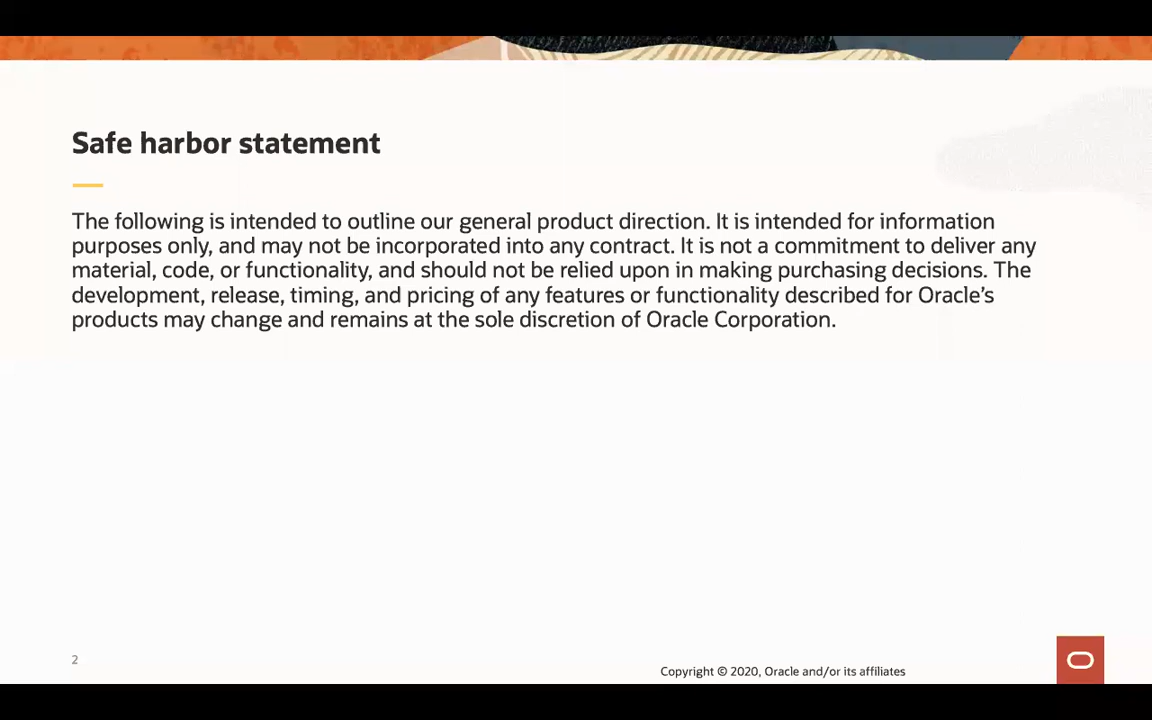 Safe harbor statement
The following is intended to outline our general product direction. It is intended for information
purposes only, and may not be incorporated into any contract. It is not a commitment to deliver any
material, code, or functionality, and should not be relied upon in making purchasing decisions. The
development, release, timing, and pricing of any features or functionality described for Oracle’s
products may change and remains at the sole discretion of Oracle Corporation.
2
Copyright © 2020, Oracle and/or its affiliates